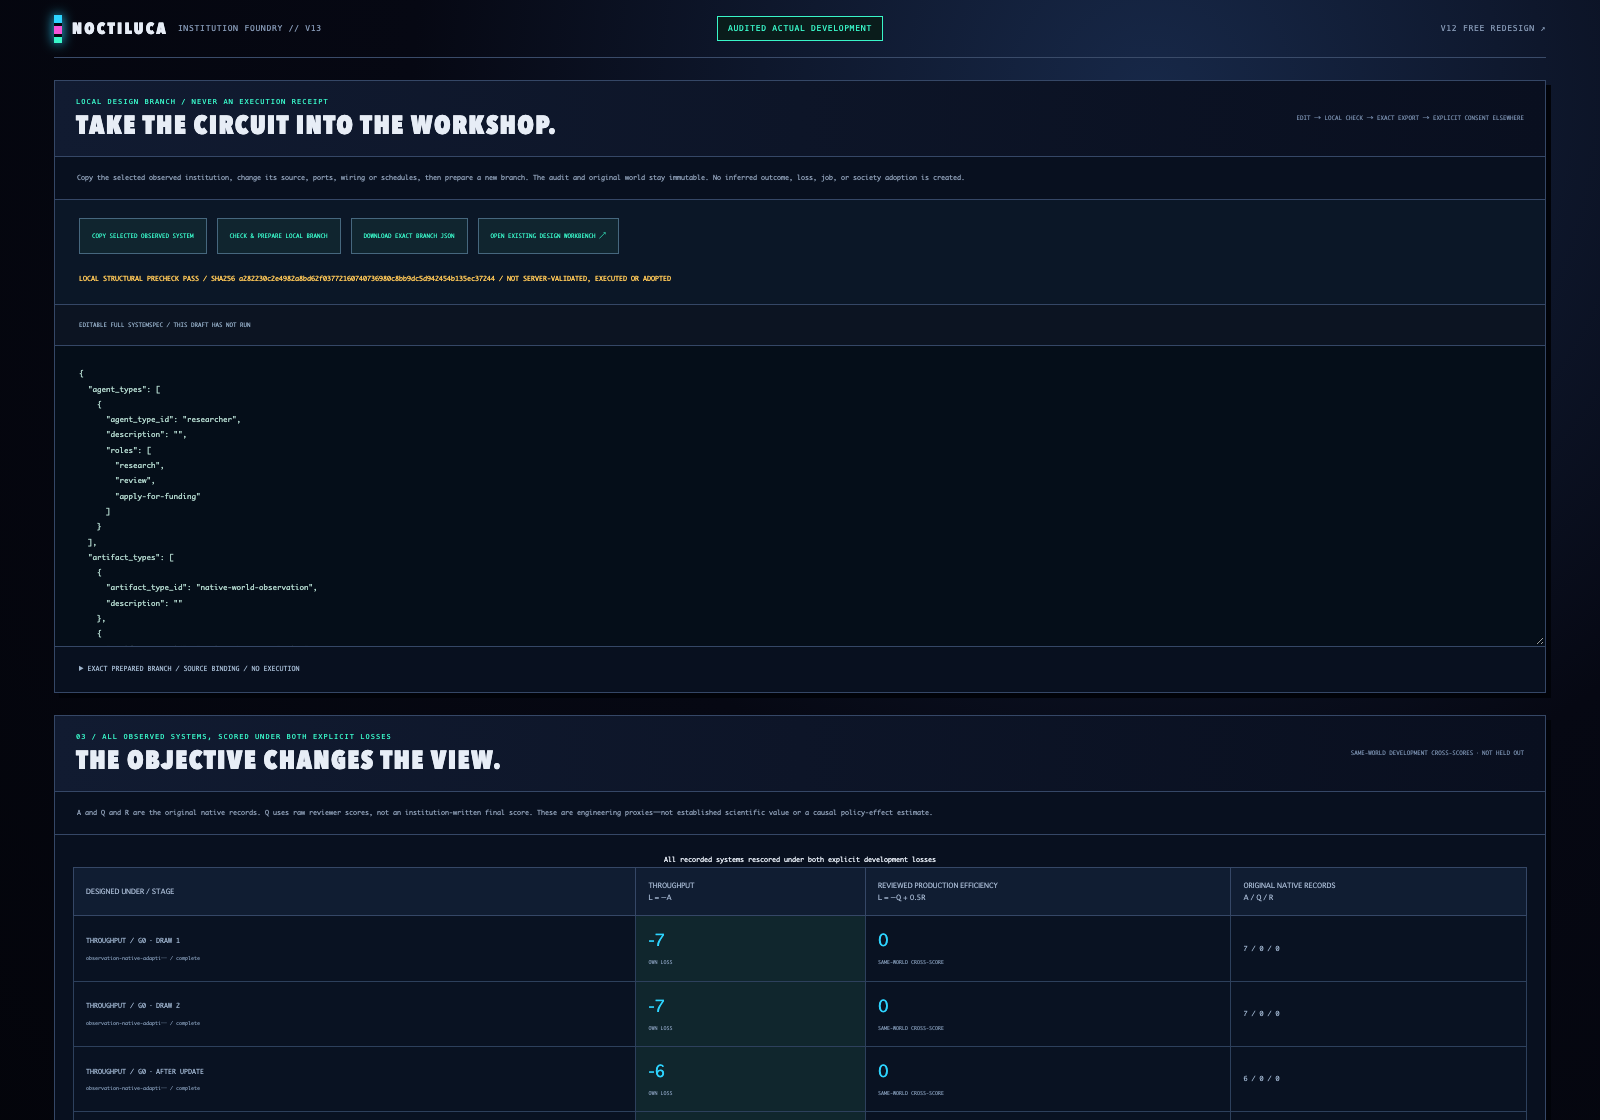 NOCTILUCA INSTITUTION FOUNDRY // V13
AUDITED ACTUAL DEVELOPMENT
V12 FREE REDESIGN ↗
LOCAL DESIGN BRANCH / NEVER AN EXECUTION RECEIPT
TAKE THE CIRCUIT INTO THE WORKSHOP.
EDIT → LOCAL CHECK → EXACT EXPORT → EXPLICIT CONSENT ELSEWHERE
Copy the selected observed institution, change its source, ports, wiring or schedules, then prepare a new branch. The audit and original world stay immutable. No inferred outcome, loss, job, or society adoption is created.
COPY SELECTED OBSERVED SYSTEM
CHECK & PREPARE LOCAL BRANCH
DOWNLOAD EXACT BRANCH JSON
OPEN EXISTING DESIGN WORKBENCH ↗
LOCAL STRUCTURAL PRECHECK PASS / SHA256 a282230c2e4982a8bd62f03772160740736980c8bb9dc5d942454b135ec37244 / NOT SERVER-VALIDATED, EXECUTED OR ADOPTED
EDITABLE FULL SYSTEMSPEC / THIS DRAFT HAS NOT RUN
{
"agent_types": [
{
"agent_type_id": "researcher",
"description": "",
"roles": [
"research",
"review",
"apply-for-funding"
]
}
],
"artifact_types": [
{
"artifact_type_id": "native-world-observation",
"description": ""
},
{
▶ EXACT PREPARED BRANCH / SOURCE BINDING / NO EXECUTION
03 / ALL OBSERVED SYSTEMS, SCORED UNDER BOTH EXPLICIT LOSSES
THE OBJECTIVE CHANGES THE VIEW.
SAME-WORLD DEVELOPMENT CROSS-SCORES · NOT HELD OUT
A and Q and R are the original native records. Q uses raw reviewer scores, not an institution-written final score. These are engineering proxies—not established scientific value or a causal policy-effect estimate.
All recorded systems rescored under both explicit development losses
DESIGNED UNDER / STAGE
THROUGHPUT
L = −A
REVIEWED PRODUCTION EFFICIENCY
L = −Q + 0.5R
ORIGINAL NATIVE RECORDS
A / Q / R
THROUGHPUT / G0 · DRAW 1
observation-native-adapti— / complete
-7
OWN LOSS
0
SAME-WORLD CROSS-SCORE
7 / 0 / 0
THROUGHPUT / G0 · DRAW 2
observation-native-adapti— / complete
-7
OWN LOSS
0
SAME-WORLD CROSS-SCORE
7 / 0 / 0
THROUGHPUT / G0 · AFTER UPDATE
observation-native-adapti— / complete
-6
OWN LOSS
0
SAME-WORLD CROSS-SCORE
6 / 0 / 0